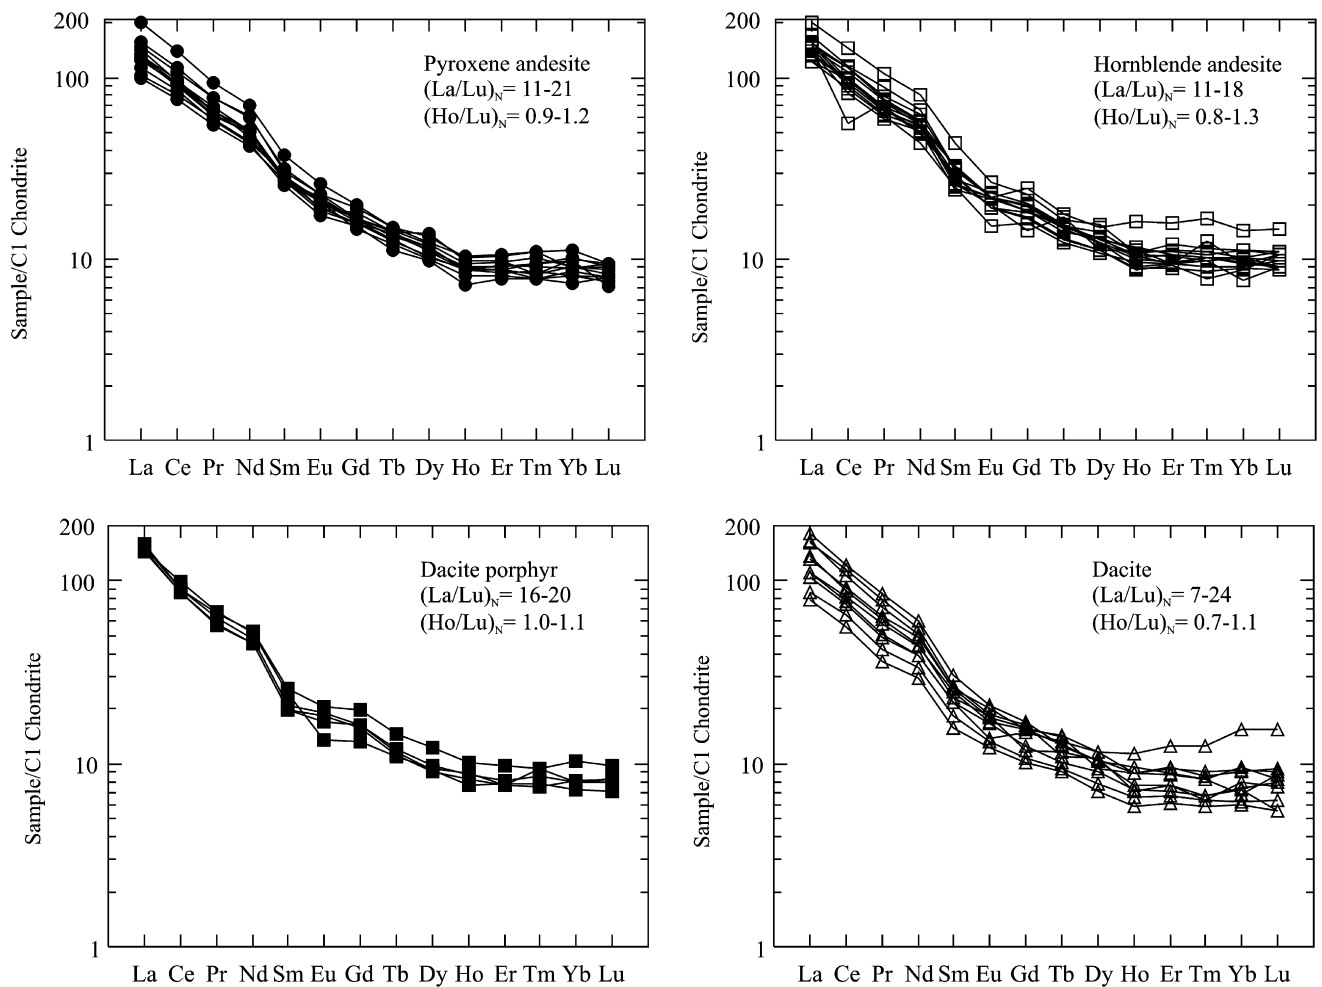 200
100
10
1
Sample/C1 Chondrite
Pyroxene andesite
(La/Lu)N= 11-21
(Ho/Lu)N= 0.9-1.2
La Ce Pr Nd Sm Eu Gd Tb Dy Ho Er Tm Yb Lu
200
100
10
1
Sample/C1 Chondrite
Hornblende andesite
(La/Lu)N= 11-18
(Ho/Lu)N= 0.8-1.3
La Ce Pr Nd Sm Eu Gd Tb Dy Ho Er Tm Yb Lu
200
100
10
1
Sample/C1 Chondrite
Dacite porphyr
(La/Lu)N= 16-20
(Ho/Lu)N= 1.0-1.1
La Ce Pr Nd Sm Eu Gd Tb Dy Ho Er Tm Yb Lu
200
100
10
1
Sample/C1 Chondrite
Dacite
(La/Lu)N= 7-24
(Ho/Lu)N= 0.7-1.1
La Ce Pr Nd Sm Eu Gd Tb Dy Ho Er Tm Yb Lu